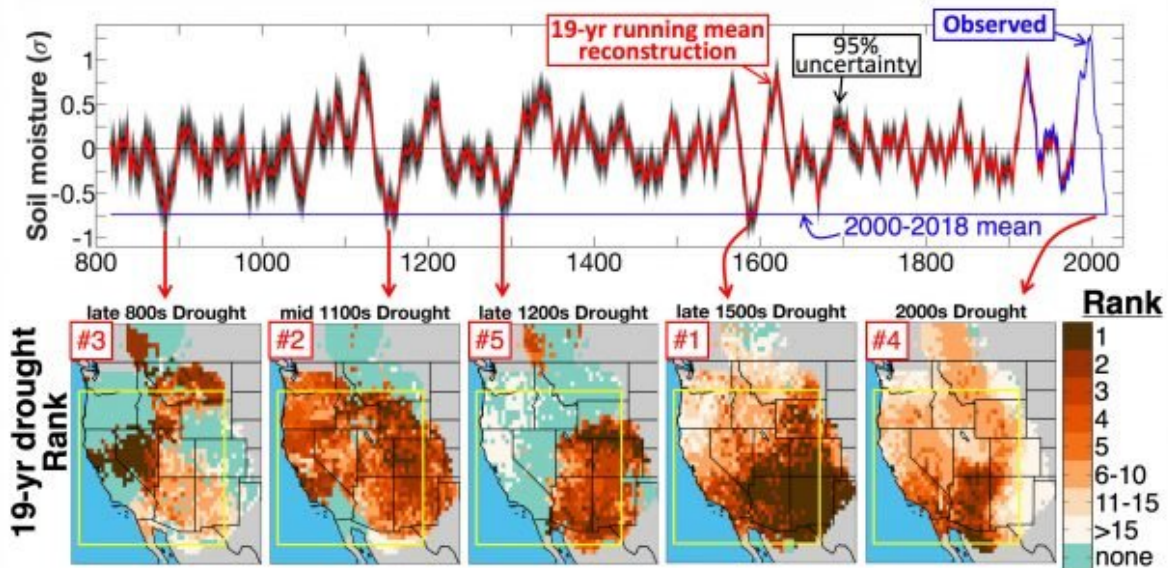 Soil moisture (σ)
1
0.5
0
-0.5
-1
19-yr running mean
reconstruction
95%
uncertainty
Observed
2000-2018 mean
800
1000
1200
1400
1600
1800
2000
19-yr drought
Rank
late 800s Drought
#3
mid 1100s Drought
#2
late 1200s Drought
#5
late 1500s Drought
#1
2000s Drought
#4
Rank
1
2
3
4
5
6-10
11-15
>15
none